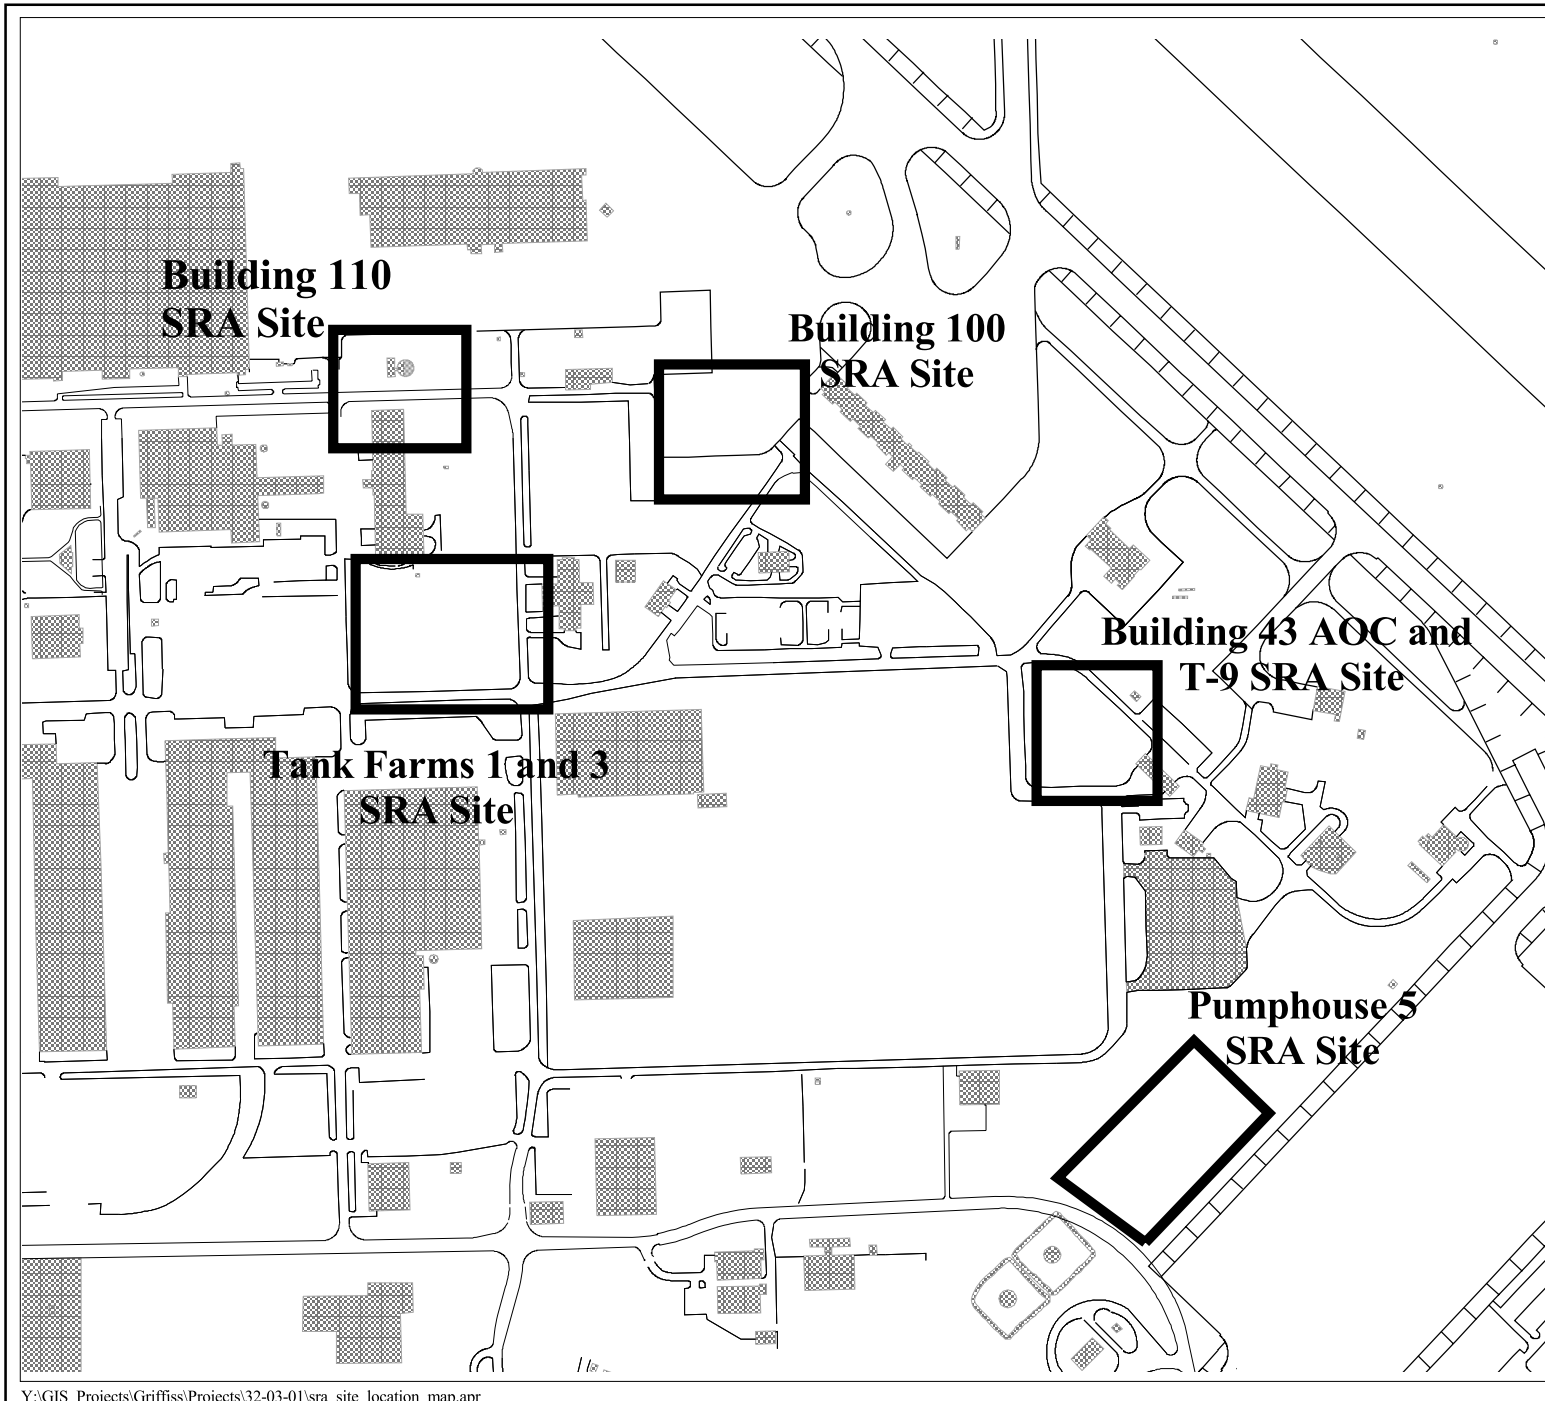 Building 110
SRA Site
Building 100
SRA Site
Building 43 AOC and
T-9 SRA Site
Tank Farms 1 and 3
SRA Site
Pumphouse 5
SRA Site
Y:\GIS_Projects\Griffiss\Projects\32-03-01\sra_site_location_map.apr